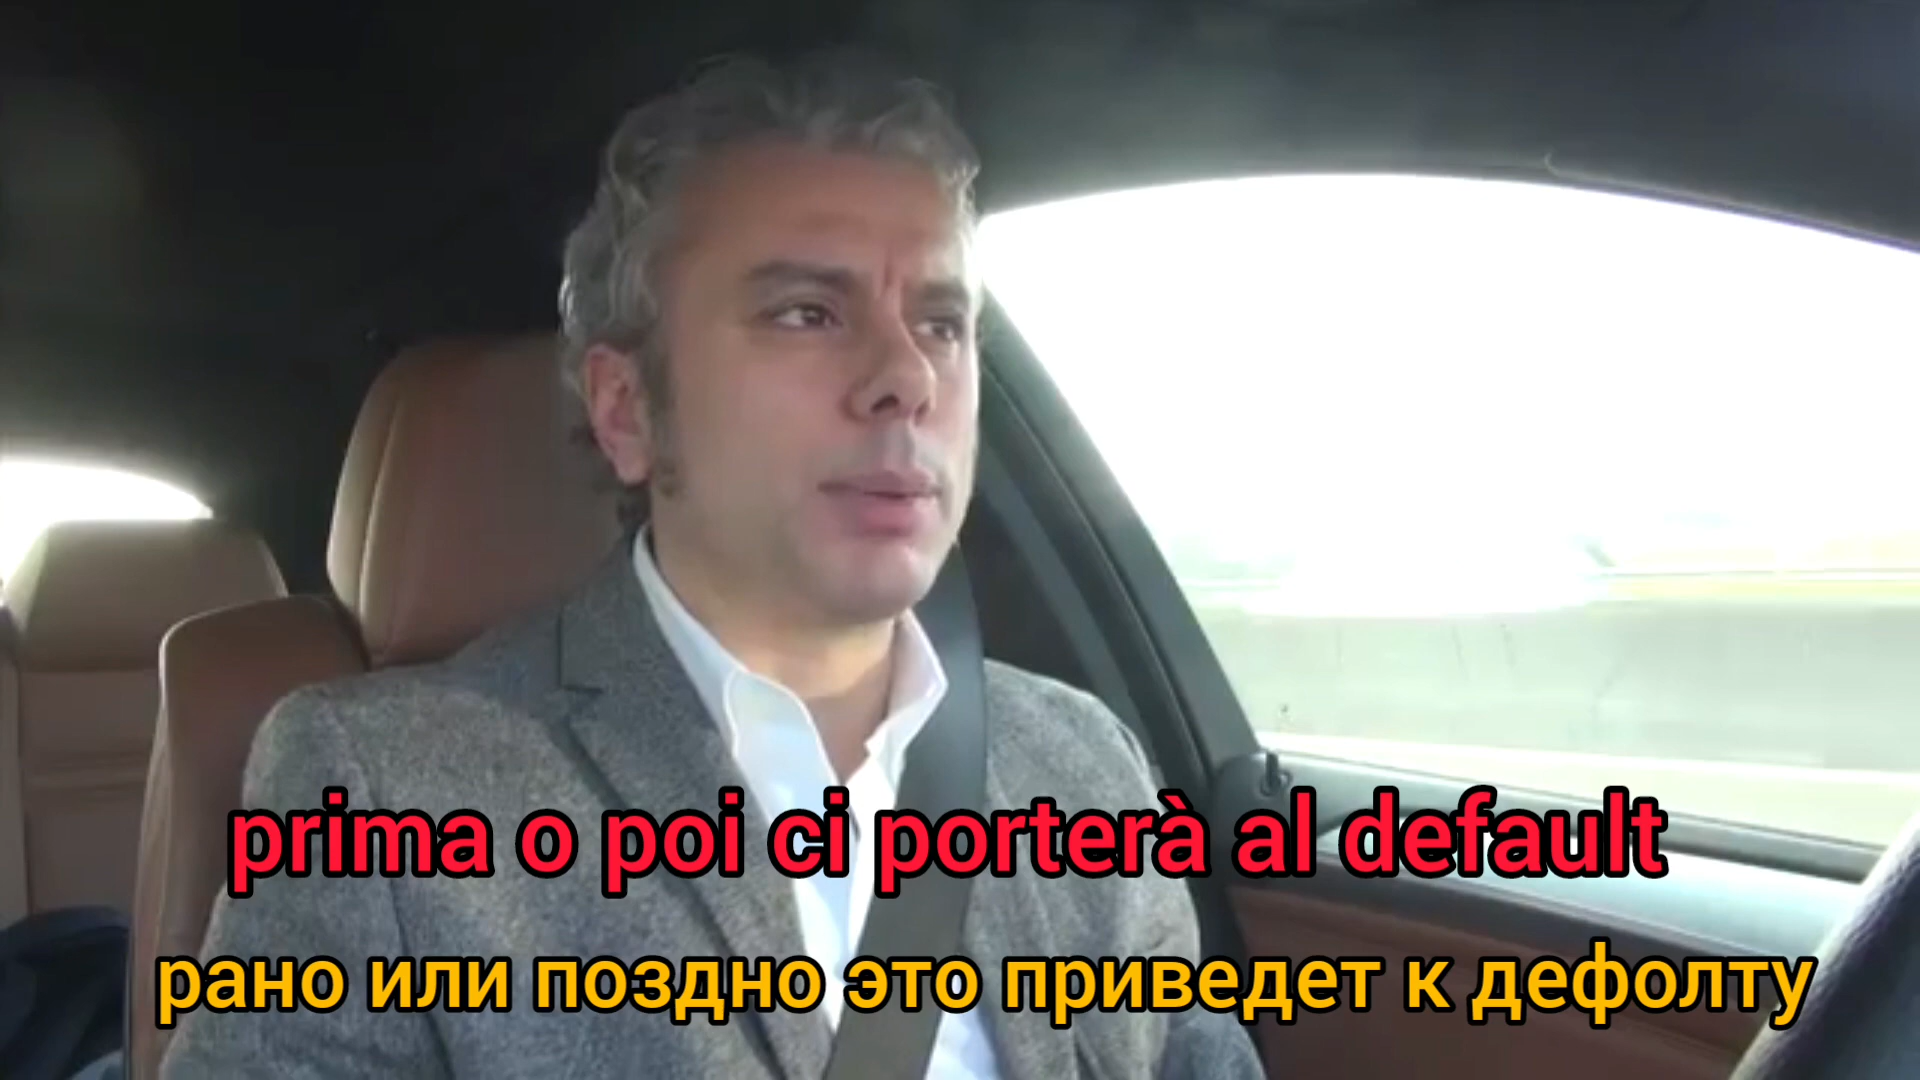 prima o poi ci porterà al default
рано или поздно это приведет к дефолту